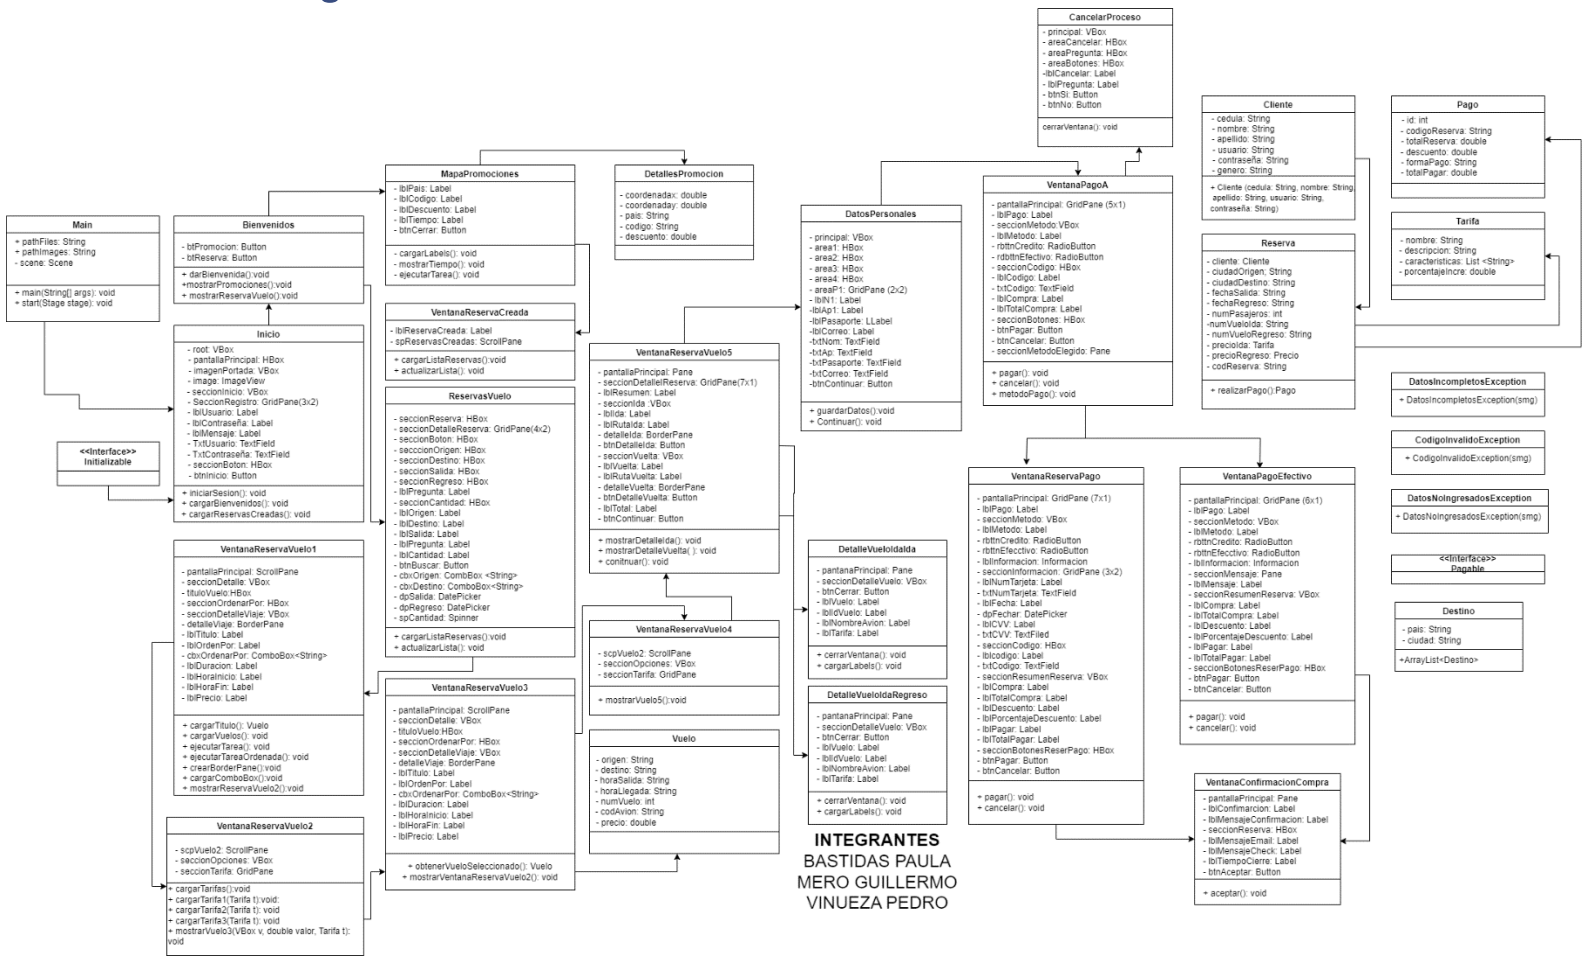 g
Main
+ pathFiles: String
+ pathImages: String
- scene: Scene
+ main(String[] args): void
+ start(Stage stage): void
<<Interface>>
Initializable
Bienvenidos
- btPromocion: Button
- btReserva: Button
+ darBienvenida():void
+mostrarPromociones():void
+ mostrarReservaVuelo():void
Inicio
- root: VBox
- pantallaPrincipal: HBox
- imagenPortada: VBox
- image: ImageView
- seccionInicio: VBox
- SeccionRegistro: GridPane(3x2)
- lblUsuario: Label
- lblContraseña: Label
- lblMensaje: Label
- TxtUsuario: TextField
- TxtContraseña: TextField
- seccionBoton: HBox
- btnInicio: Button
+ iniciarSesion(): void
+ cargarBienvenidos(): void
+ cargarReservasCreadas(): void
VentanaReservaVuelo1
- pantallaPrincipal: ScrollPane
- seccionDetalle: VBox
- tituloVuelo:HBox
- seccionOrdenarPor: HBox
- seccionDetalleViaje: VBox
- detalleViaje: BorderPane
- lblTitulo: Label
- lblOrdenPor: Label
- cbxOrdenarPor: ComboBox<String>
- lblDuracion: Label
- lblHoraInicio: Label
- lblHoraFin: Label
- lblPrecio: Label
+ cargarTitulo(): Vuelo
+ cargarVuelos(): void
+ ejecutarTarea(): void
+ ejecutarTareaOrdenada(): void
+ crearBorderPane(): void
+ cargarComboBox():void
+ mostrarReservaVuelo2():void
VentanaReservaVuelo2
- scpVuelo2: ScrollPane
- seccionOpciones: VBox
- seccionTarifa: GridPane
+ cargarTarifas():void
+ cargarTarifa1(Tarifa t):void:
+ cargarTarifa2(Tarifa t): void
+ cargarTarifa3(Tarifa t): void
+ mostrarVuelo3(VBox v, double valor, Tarifa t):
void
MapaPromociones
- lblPais: Label
- lblCodigo: Label
- lblDescuento: Label
- lblTiempo: Label
- btnCerrar: Button
- cargarLabels(): void
- mostrarTiempo(): void
- ejecutarTarea(): void
VentanaReservaCreada
- lblReservaCreada: Label
- spReservasCreadas: ScrollPane
+ cargarListaReservas():void
+ actualizarLista(): void
ReservasVuelo
- seccionReserva: HBox
- seccionDetalleReserva: GridPane(4x2)
- seccionBoton: HBox
- secccionOrigen: HBox
- seccionDestino: HBox
- seccionSalida: HBox
- seccionRegreso: HBox
- lblPregunta: Label
- seccionCantidad: HBox
- lblOrigen: Label
- lblDestino: Label
- lblSalida: Label
- lblPregunta: Label
- lblCantidad: Label
- btnBuscar: Button
- cbxOrigen: ComboBox <String>
- cbxDestino: ComboBox<String>
- dpSalida: DatePicker
- dpRegreso: DatePicker
- spCantidad: Spinner
+ cargarListaReservas(): void
+ actualizarLista(): void
VentanaReservaVuelo3
- pantallaPrincipal: ScrollPane
- seccionDetalle: VBox
- tituloVuelo:HBox
- seccionOrdenarPor: HBox
- seccionDetalleViaje: VBox
- detalleViaje: BorderPane
- lblTitulo: Label
- lblOrdenPor: Label
- cbxOrdenarPor: ComboBox<String>
- lblDuracion: Label
- lblHoraInicio: Label
- lblHoraFin: Label
- lblPrecio: Label
+ obtenerVueloSeleccionado(): Vuelo
+ mostrarVentanaReservaVuelo2(): void
DetallesPromocion
- coordenadax: double
- coordenaday: double
- pais: String
- codigo: String
- descuento: double
VentanaReservaVuelo5
- pantallaPrincipal: Pane
- seccionDetallelReserva: GridPane(7x1)
- lblResumen: Label
- seccionIda :VBox
- lblIda: Label
- lblRutaIda: Label
- detalleIda: BorderPane
- btnDetalleIda: Button
- seccionVuelta: VBox
- lblVuelta: Label
- lblRutaVuelta: Label
- detalleVuelta: BorderPane
- btnDetalleVuelta: Button
- lblTotal: Label
- btnContinuar: Button
+ mostrarDetalleIda(): void
+ mostrarDetalleVuelta( ): void
+ conitnuar(): void
VentanaReservaVuelo4
- scpVuelo2: ScrollPane
- seccionOpciones: VBox
- seccionTarifa: GridPane
+ mostrarVuelo5():void
Vuelo
- origen: String
- destino: String
- horaSalida: String
- horaLlegada: String
- numVuelo: int
- codAvion: String
- precio: double
DatosPersonales
- principal: VBox
- area1: HBox
- area2: HBox
- area3: HBox
- area4: HBox
- areaP1: GridPane (2x2)
- lblN1: Label
-lblAp1: Label
-lblPasaporte: LLabel
-lblCorreo: Label
-txtNom: TextField
-txtAp: TextField
-txtPasaporte: TextField
-txtCorreo: TextField
-btnContinuar: Button
+ guardarDatos():void
+ Continuar(): void
DetalleVueloIdaIda
- pantanaPrincipal: Pane
- seccionDetalleVuelo: VBox
- btnCerrar: Button
- lblVuelo: Label
- lblIdVuelo: Label
- lblNombreAvion: Label
- lblTarifa: Label
+ cerrarVentana(): void
+ cargarLabels(): void
DetalleVueloIdaRegreso
- pantanaPrincipal: Pane
- seccionDetalleVuelo: VBox
- btnCerrar: Button
- lblVuelo: Label
- lblIdVuelo: Label
- lblNombreAvion: Label
- lblTarifa: Label
+ cerrarVentana(): void
+ cargarLabels(): void
INTEGRANTES
BASTIDAS PAULA
MERO GUILLERMO
VINUEZA PEDRO
CancelarProceso
- principal: VBox
- areaCancelar: HBox
- areaPregunta: HBox
- areaBotones: HBox
-lblCancelar: Label
- lblPregunta: Label
- btnSi: Button
- btnNo: Button
cerrarVentana(): void
VentanaPagoA
- pantallaPrincipal: GridPane (5x1)
- lblPago: Label
- seccionMetodo:VBox
- lblMetodo: Label
- rbttnCredito: RadioButton
- rdbttnEfectivo: RadioButton
- seccionCodigo: HBox
- lblCodigo: Label
- txtCodigo: TextField
- lblCompra: Label
- lblTotalCompra: Label
- seccionBotones: HBox
- btnPagar: Button
- btnCancelar: Button
- seccionMetodoElegido: Pane
+ pagar(): void
+ cancelar(): void
+ metodoPago(): void
VentanaReservaPago
- pantallaPrincipal: GridPane (7x1)
- lblPago: Label
- seccionMetodo: VBox
- lblMetodo: Label
- rbttnCredito: RadioButton
- rbttnEfecctivo: RadioButton
- lblInformacion: Informacion
- seccionInformacion: GridPane (3x2)
- lblNumTarjeta: Label
- txtNumTarjeta: TextField
- lblFecha: Label
- dpFechar: DatePicker
- lblCVV: Label
- txtCVV: TextFiled
- seccionCodigo: HBox
- lblcodigo: Label
- txtCodigo: TextField
- seccionResumenReserva: VBox
- lblCompra: Label
- lblTotalCompra: Label
- lblDescuento: Label
- lblPorcentajeDescuento: Label
- lblPagar: Label
- lblTotalPagar: Label
- seccionBotonesReserPago: HBox
- btnPagar: Button
- btnCancelar: Button
+ pagar(): void
+ cancelar(): void
Cliente
- cedula: String
- nombre: String
- apellido: String
- usuario: String
- contraseña: String
- genero: String
+ Cliente (cedula: String, nombre: String,
apellido: String, usuario: String,
contraseña: String)
Reserva
- cliente: Cliente
- ciudadOrigen: String
- ciudadDestino: String
- fechaSalida: String
- fechaRegreso: String
- numPasajeros: int
-numVueloIda: String
- numVueloRegreso: String
- precioIda: Tarifa
- precioRegreso: Precio
- codReserva: String
+ realizarPago():Pago
VentanaPagoEfectivo
- pantallaPrincipal: GridPane (6x1)
- lblPago: Label
- seccionMetodo: VBox
- lblMetodo: Label
- rbttnCredito: RadioButton
- rbttnEfecctivo: RadioButton
- lblInformacion: Informacion
- seccionMensaje: Pane
- lblMensaje: Label
- seccionResumenReserva: VBox
- lblCompra: Label
- lblTotalCompra: Label
- lblDescuento: Label
- lblPorcentajeDescuento: Label
- lblPagar: Label
- lblTotalPagar: Label
- seccionBotonesReserPago: HBox
- btnPagar: Button
- btnCancelar: Button
+ pagar(): void
+ cancelar(): void
VentanaConfirmacionCompra
- pantallaPrincipal: Pane
- lblConfimarcion: Label
- lblMensajeConfirmacion: Label
- seccionReserva: HBox
- lblMensajeEmail: Label
- lblMensajeCheck: Label
- lblTiempoCierre: Label
- btnAceptar: Button
+ aceptar(): void
Pago
- id: int
- codigoReserva: String
- totalReserva: double
- descuento: double
- formaPago: String
- totalPagar: double
Tarifa
- nombre: String
- descripcion: String
- caracteristicas: List <String>
- porcentajeIncre: double
DatosIncompletosException
+ DatosIncompletosException(smg)
CodigoInvalidoException
+ CodigoInvalidoException(smg)
DatosNoIngresadosException
+ DatosNoIngresadosException(smg)
<<Interface>>
Pagable
Destino
- pais: String
- ciudad: String
+ArrayList<Destino>